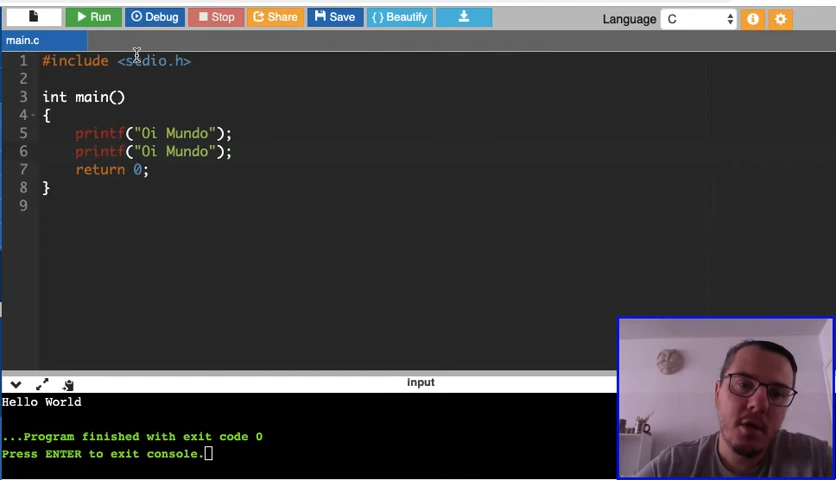 Run Debug Stop Share Save { } Beautify Language C
main.c
1 #include <stdio.h>
2
3 int main()
4 {
5 printf("Oi Mundo");
6 printf("Oi Mundo");
7 return 0;
8 }
9
input
Hello World
...Program finished with exit code 0
Press ENTER to exit console.